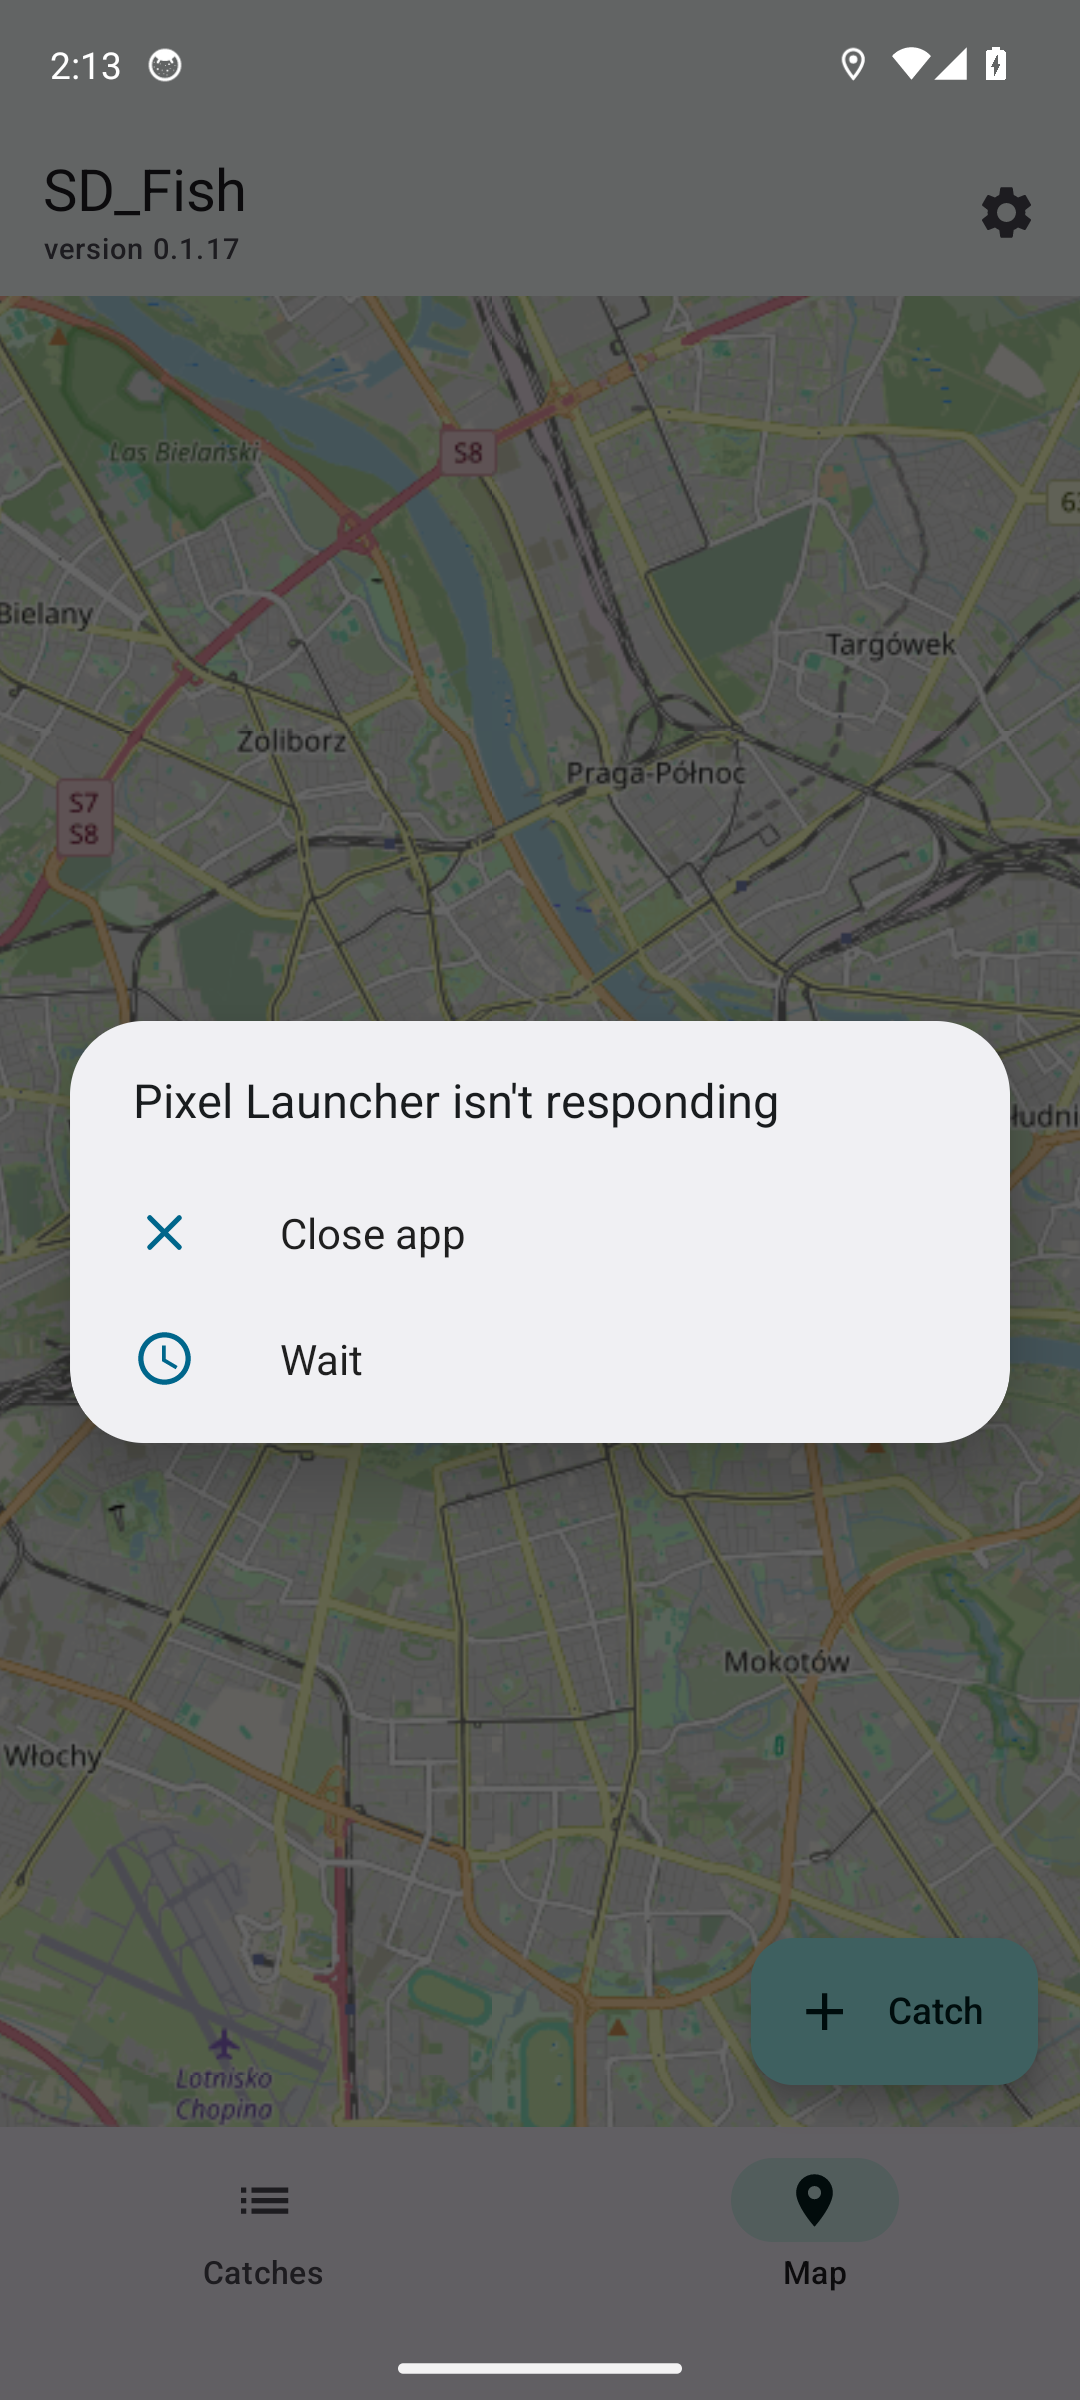 2:13
SD_Fish
version 0.1.17
Las Bielański
S8
Bielany
Targówek
Żoliborz
Praga-Północ
S7
S8
Pixel Launcher isn't responding
Close app
Wait
Mokotów
Włochy
Lotnisko
Chopina
Catch
Catches
Map